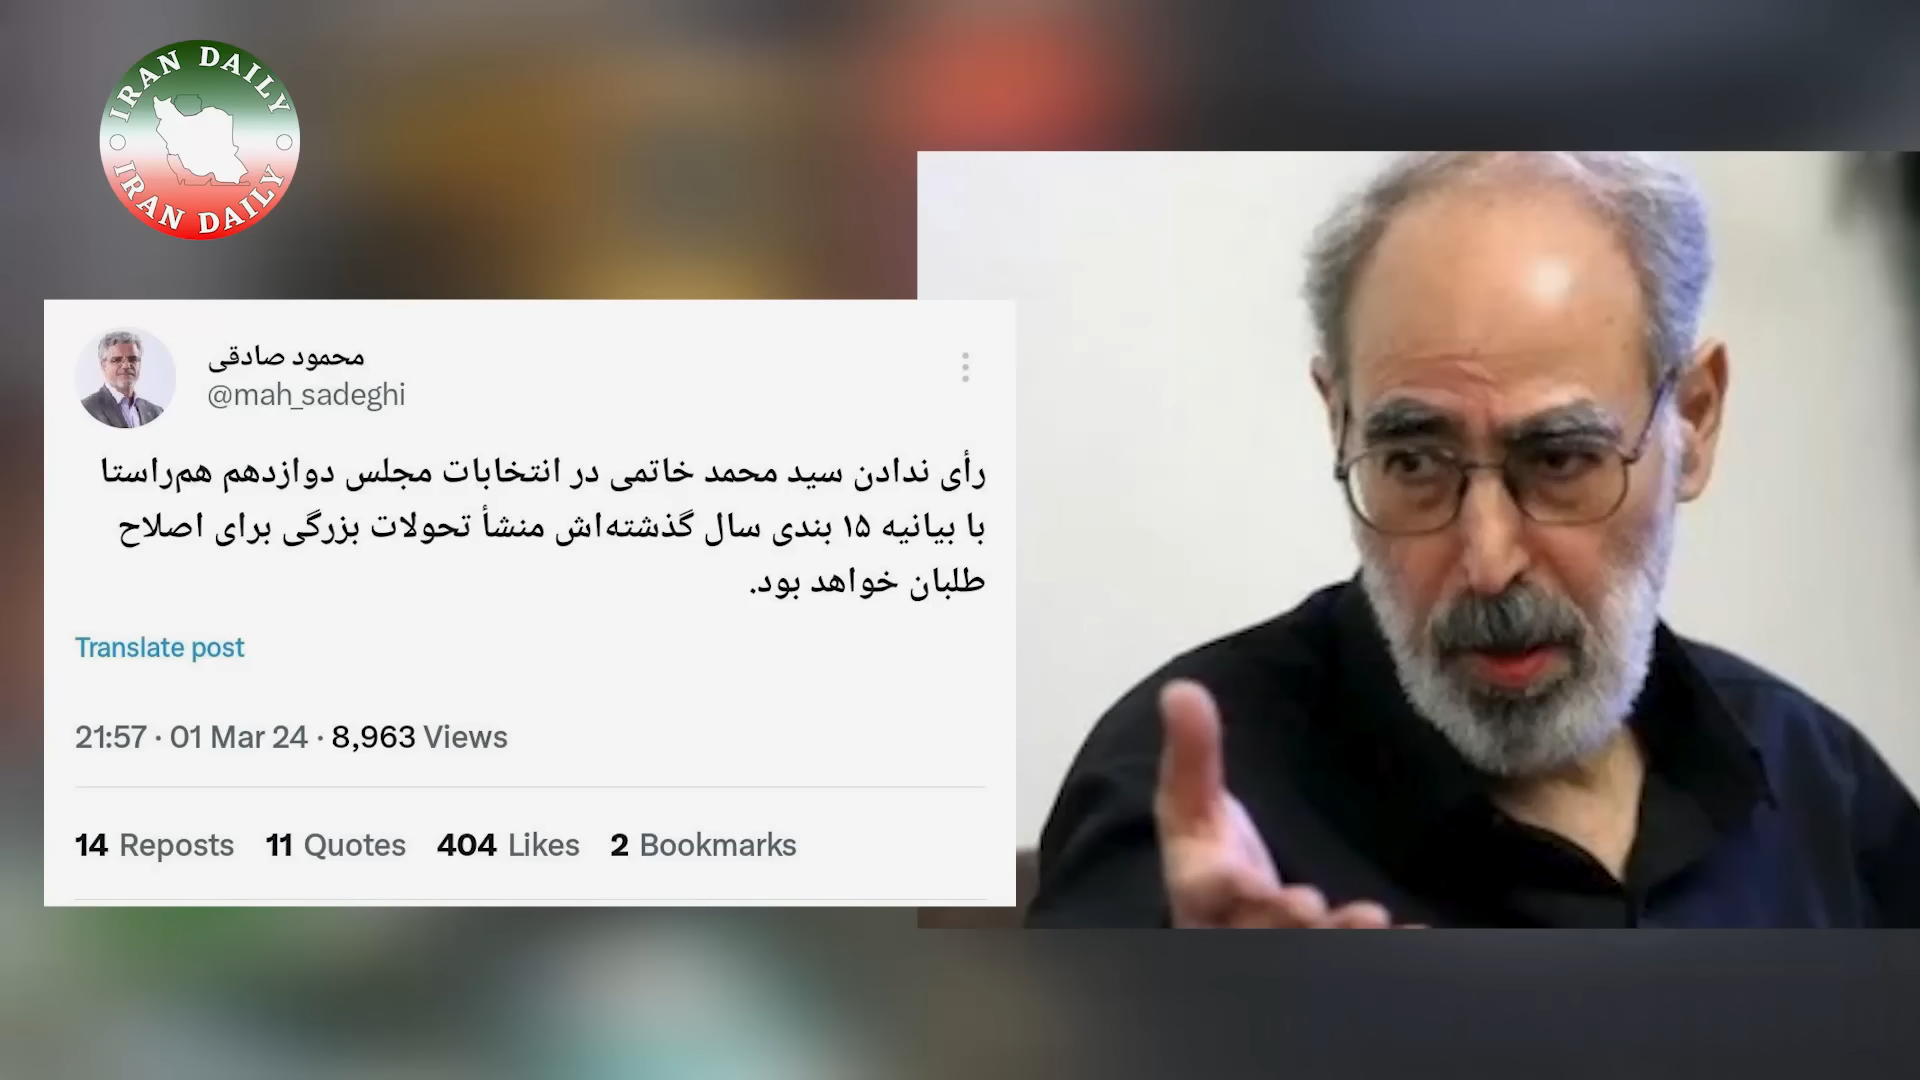 IRAN DAILY
IRAN DAILY
محمود صادقی
@mah_sadeghi
رأی ندادن سید محمد خاتمی در انتخابات مجلس دوازدهم هم‌راستا
با بیانیه ۱۵ بندی سال گذشته‌اش منشأ تحولات بزرگی برای اصلاح
طلبان خواهد بود.
Translate post
21:57 · 01 Mar 24 · 8,963 Views
14 Reposts 11 Quotes 404 Likes 2 Bookmarks